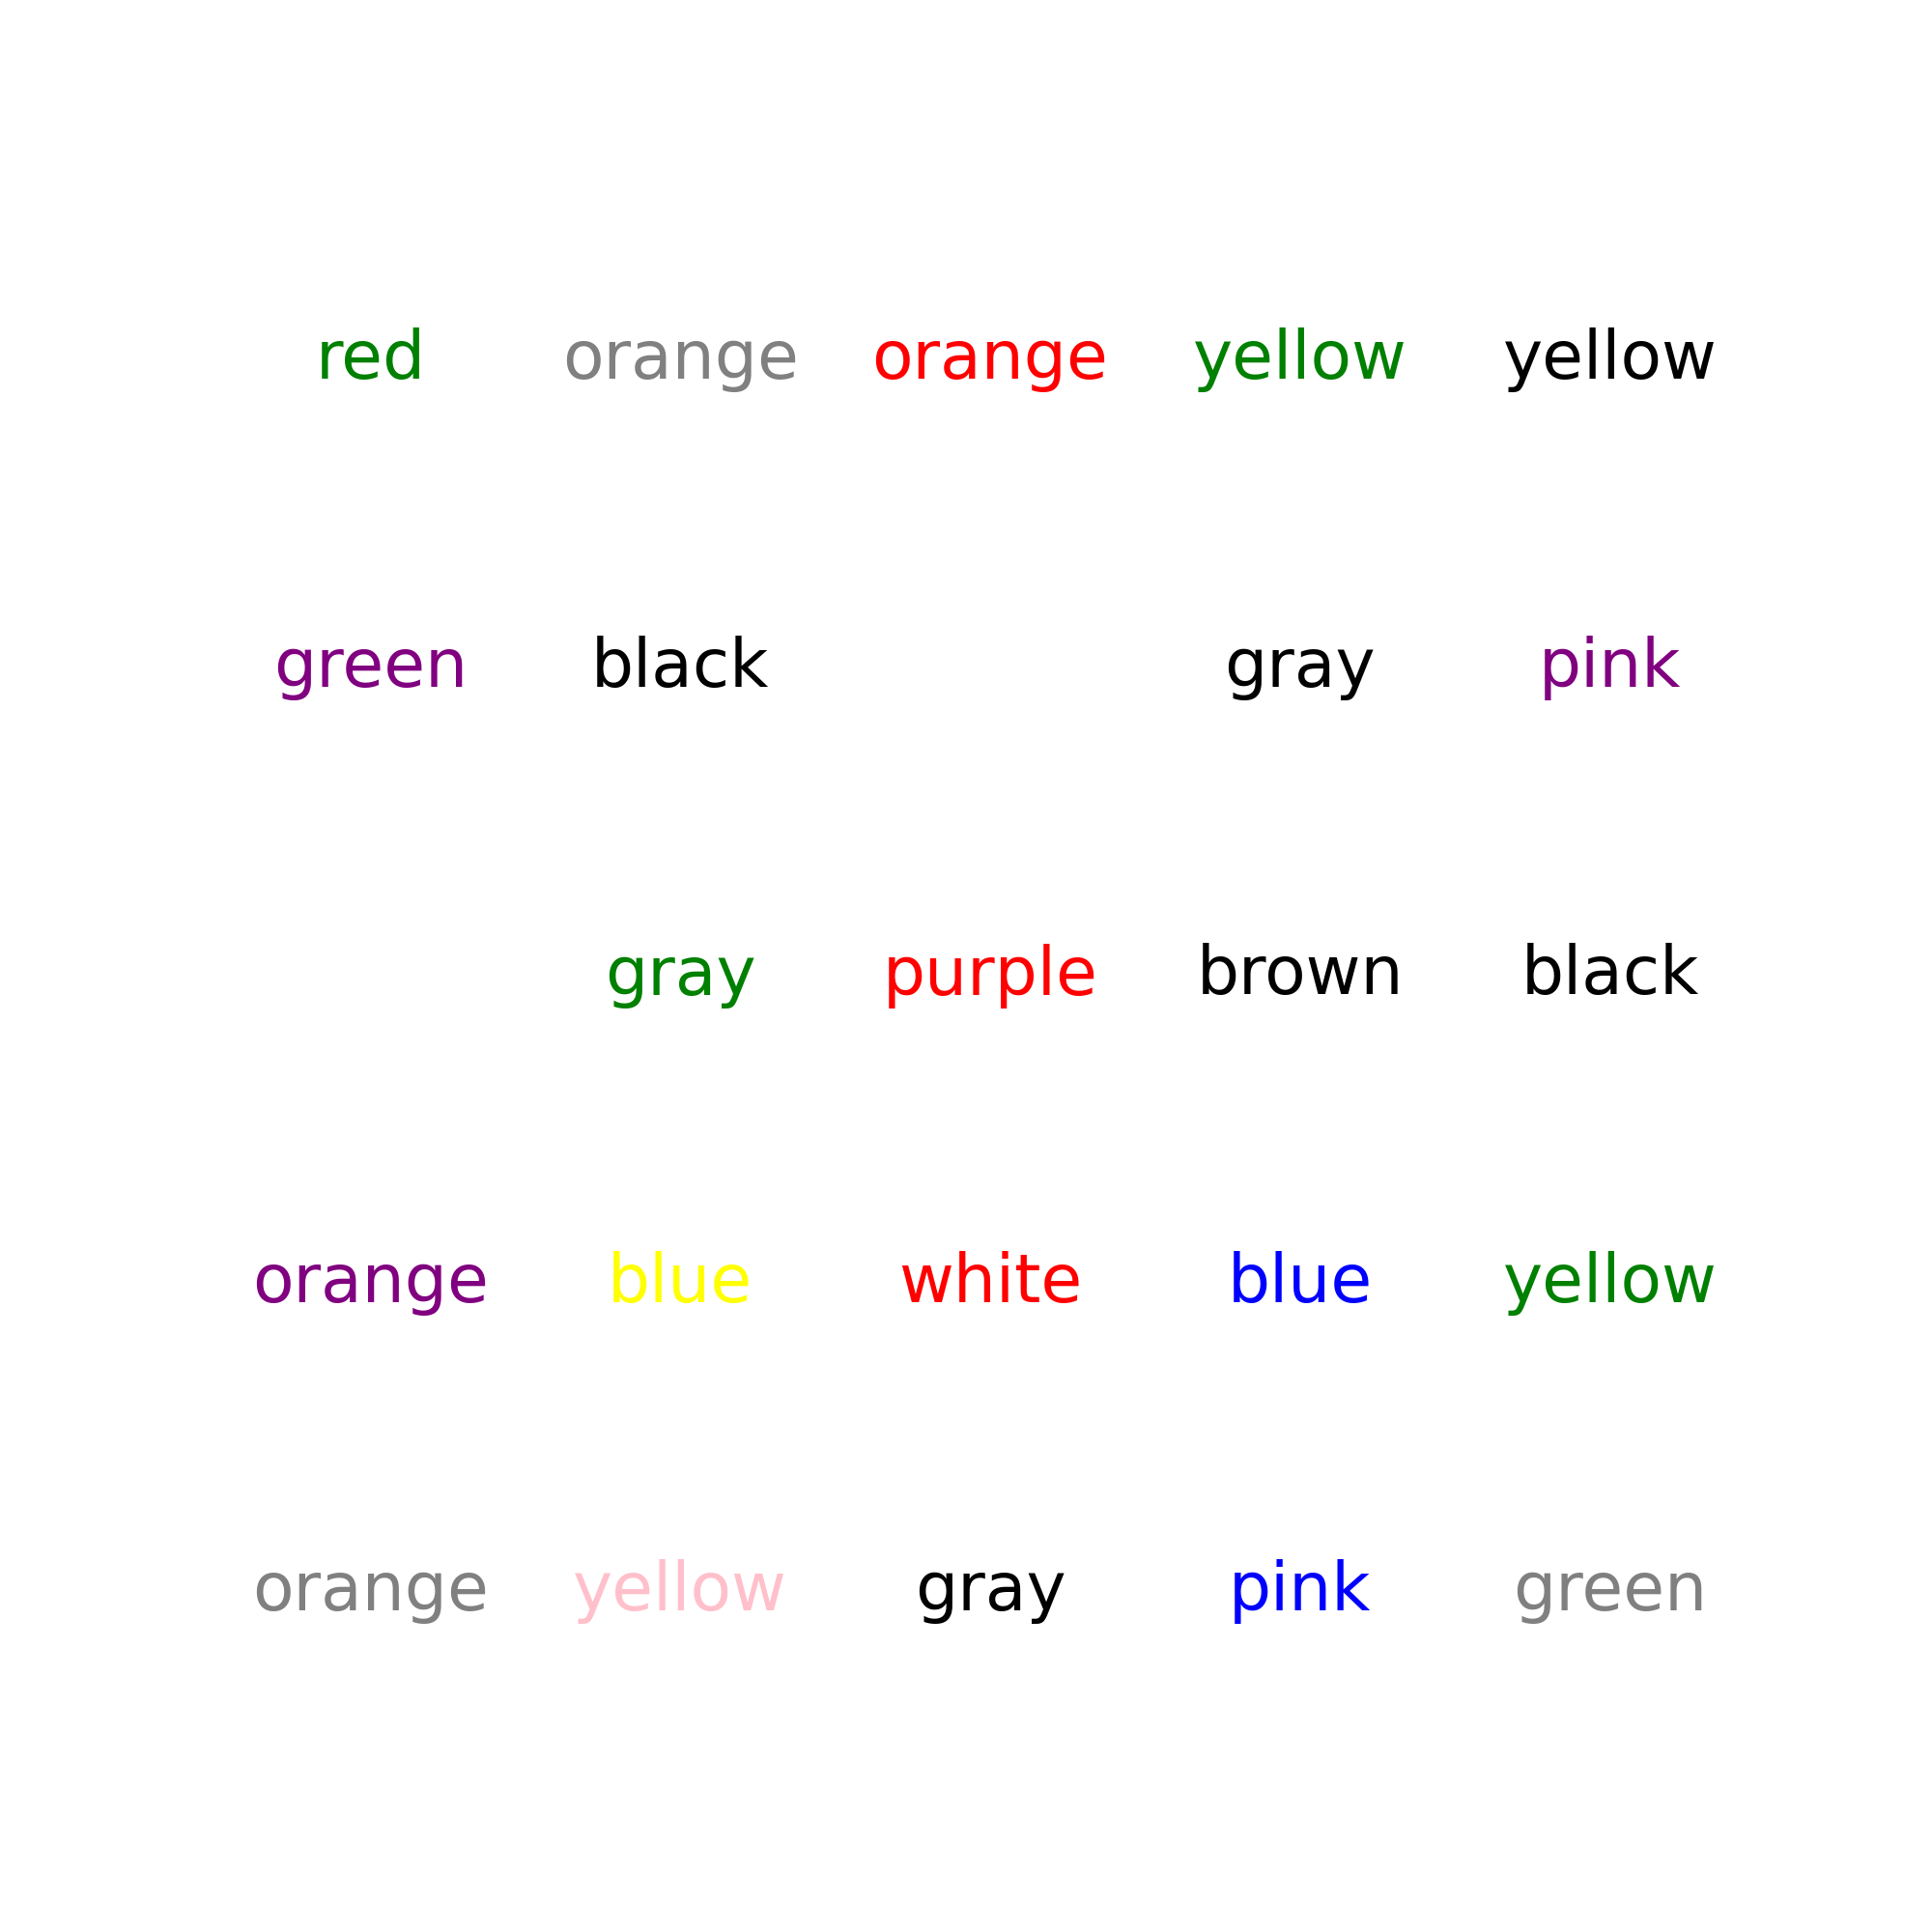 red orange orange yellow yellow
green black gray pink
gray purple brown black
orange blue white blue yellow
orange yellow gray pink green